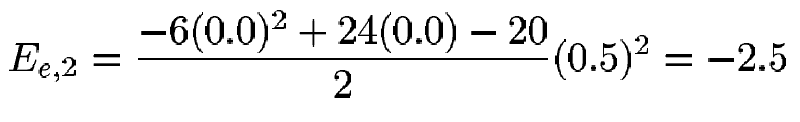 $E_{e,2} = \frac{-6(0.0)^2 + 24(0.0) - 20}{2}(0.5)^2 = -2.5$